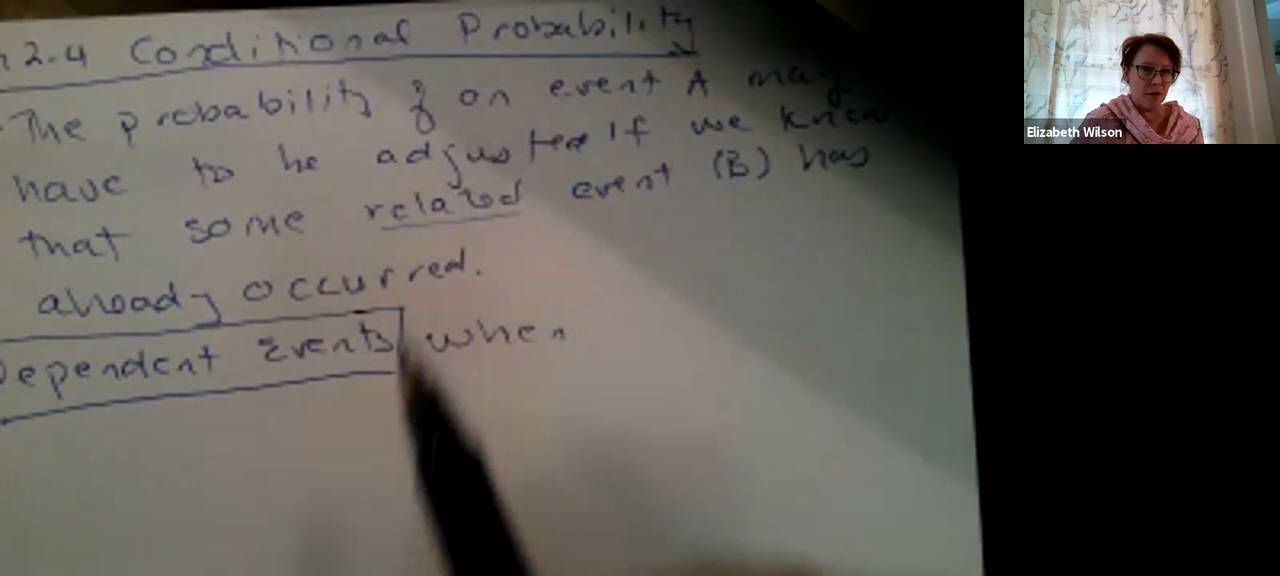 2.4 Conditional Probability
The probability of an event A may
have to be adjusted if we know
that some related event (B) has
already occurred.
Dependent Events when
Elizabeth Wilson